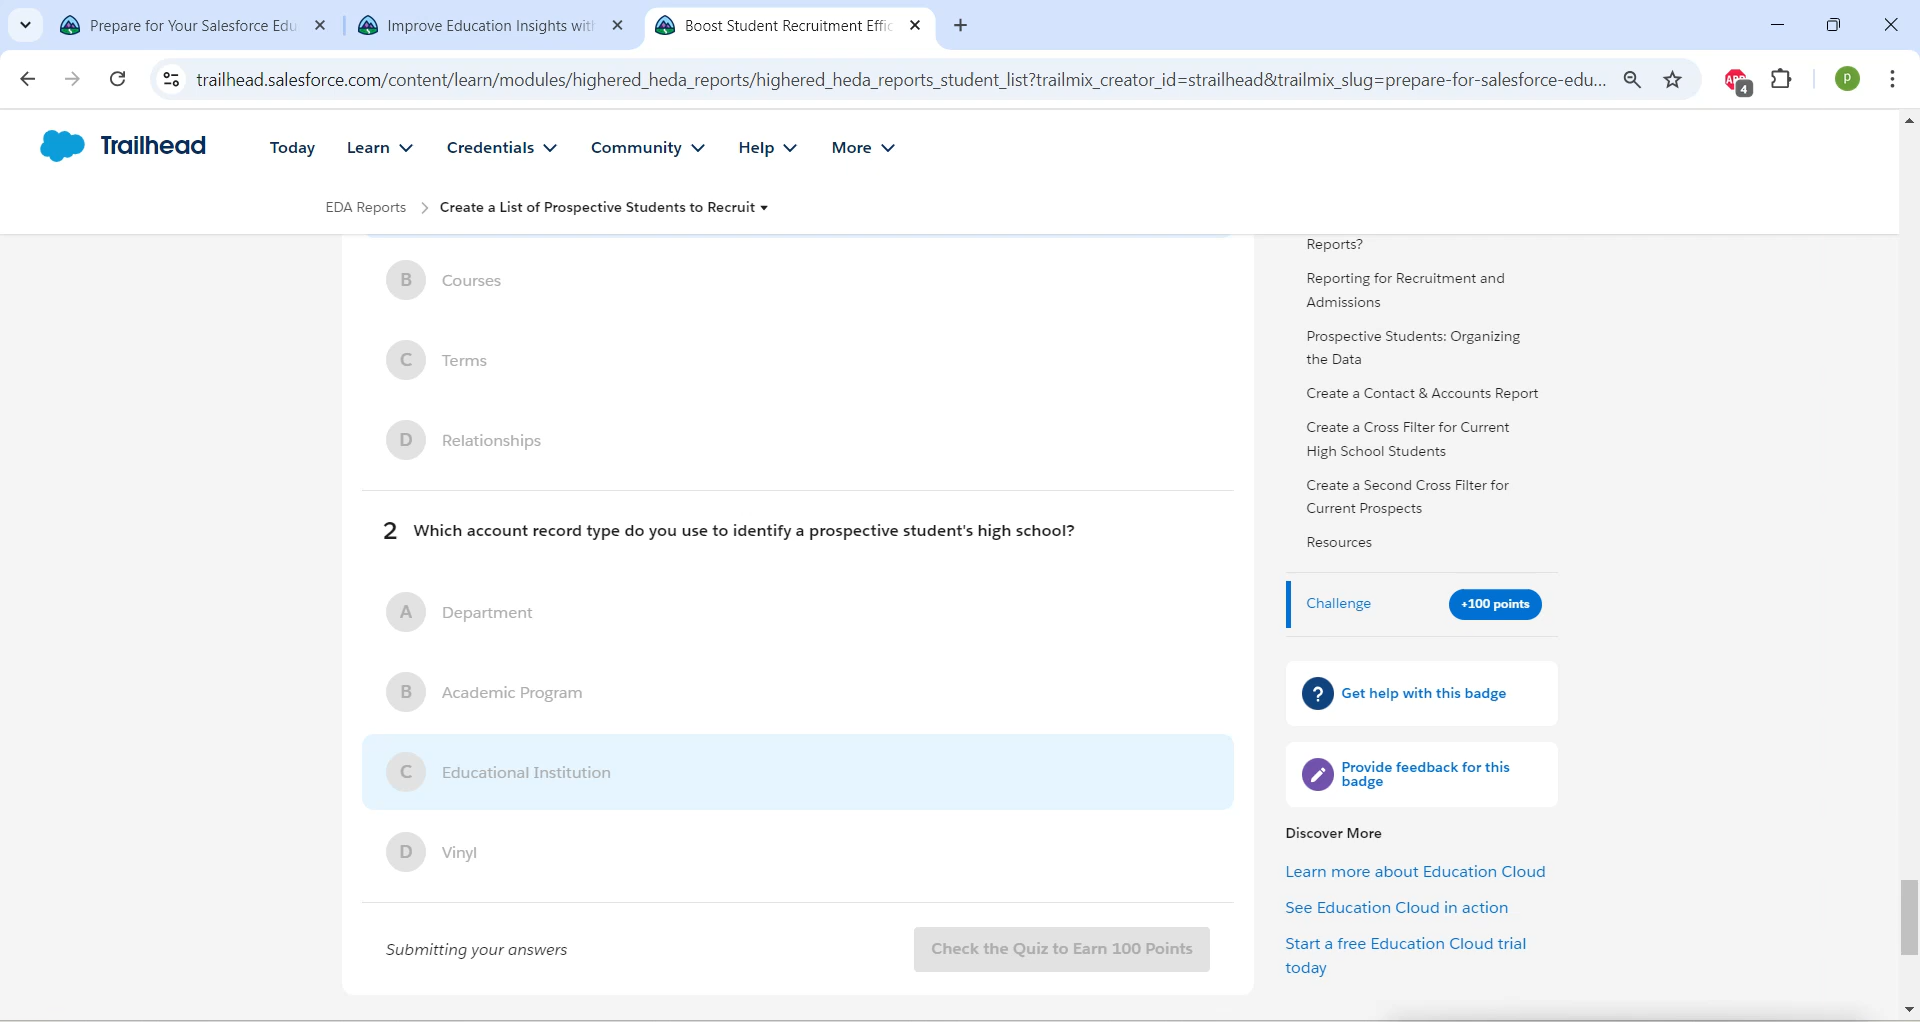 Prepare for Your Salesforce Edu
Improve Education Insights wit
Boost Student Recruitment Effic
trailhead.salesforce.com/content/learn/modules/highered_heda_reports/highered_heda_reports_student_list?trailmix_creator_id=strailhead&trailmix_slug=prepare-for-salesforce-edu...
ABP
4
P
Trailhead
Today
Learn
Credentials
Community
Help
More
EDA Reports
Create a List of Prospective Students to Recruit
B
Courses
C
Terms
D
Relationships
2 Which account record type do you use to identify a prospective student's high school?
A
Department
B
Academic Program
C
Educational Institution
D
Vinyl
Submitting your answers
Check the Quiz to Earn 100 Points
Reports?
Reporting for Recruitment and
Admissions
Prospective Students: Organizing
the Data
Create a Contact & Accounts Report
Create a Cross Filter for Current
High School Students
Create a Second Cross Filter for
Current Prospects
Resources
Challenge
+100 points
?
Get help with this badge
Provide feedback for this
badge
Discover More
Learn more about Education Cloud
See Education Cloud in action
Start a free Education Cloud trial
today